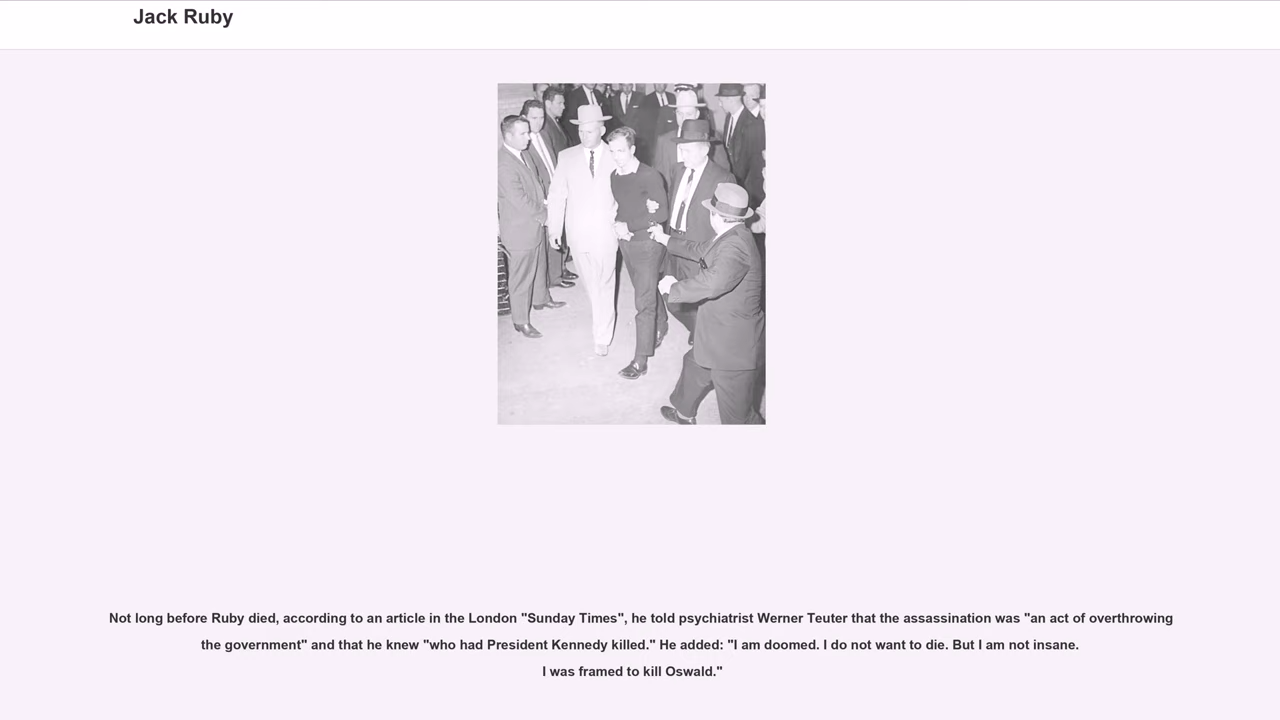 Jack Ruby
Not long before Ruby died, according to an article in the London "Sunday Times", he told psychiatrist Werner Teuter that the assassination was "an act of overthrowing
the government" and that he knew "who had President Kennedy killed." He added: "I am doomed. I do not want to die. But I am not insane.
I was framed to kill Oswald."